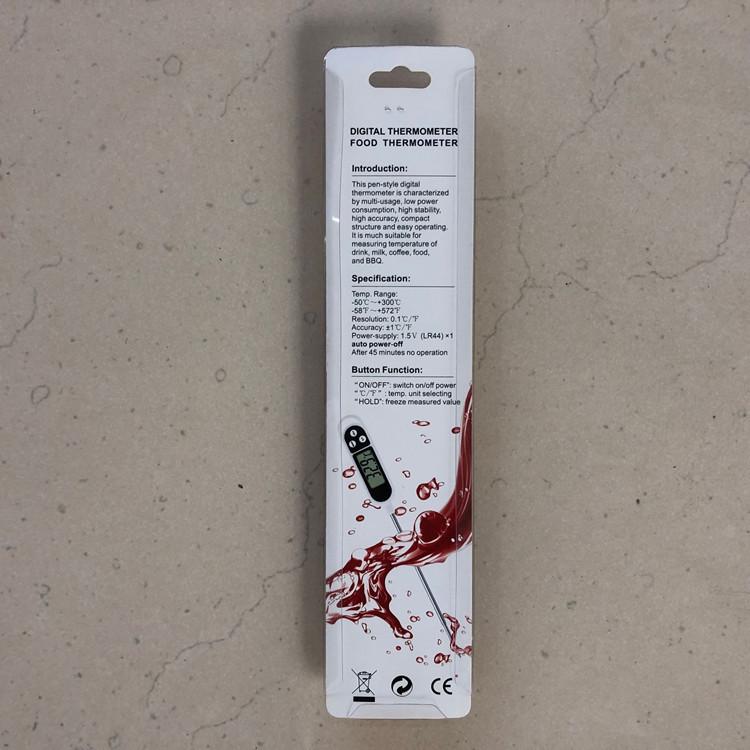 DIGITAL THERMOMETER
FOOD THERMOMETER
Introduction:
This pen-style digital
thermometer is characterized
by multi-usage, low power
consumption, high stability,
high accuracy, compact
structure and easy operating.
It is much suitable for
measuring temperature of
drink, milk, coffee, food,
and BBQ.
Specification:
Temp. Range:
-50℃～+300℃
-58℉～+572℉
Resolution: 0.1℃/℉
Accuracy: ±1℃/℉
Power-supply: 1.5V (LR44) ×1
auto power-off
After 45 minutes no operation
Button Function:
"ON/OFF": switch on/off power
"℃/℉" : temp. unit selecting
"HOLD": freeze measured value
CE